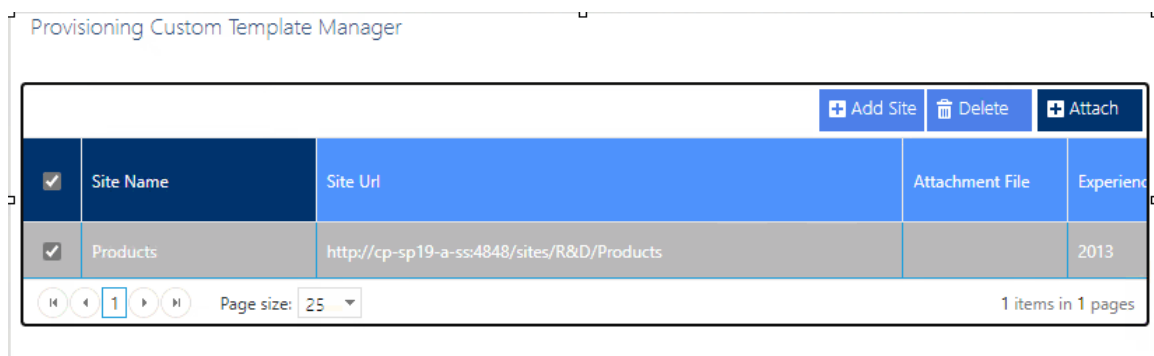 Provisioning Custom Template Manager
Add Site Delete Attach
Site Name Site Url Attachment File Experienc
Products http://cp-sp19-a-ss:4848/sites/R&D/Products 2013
1 Page size: 25 1 items in 1 pages